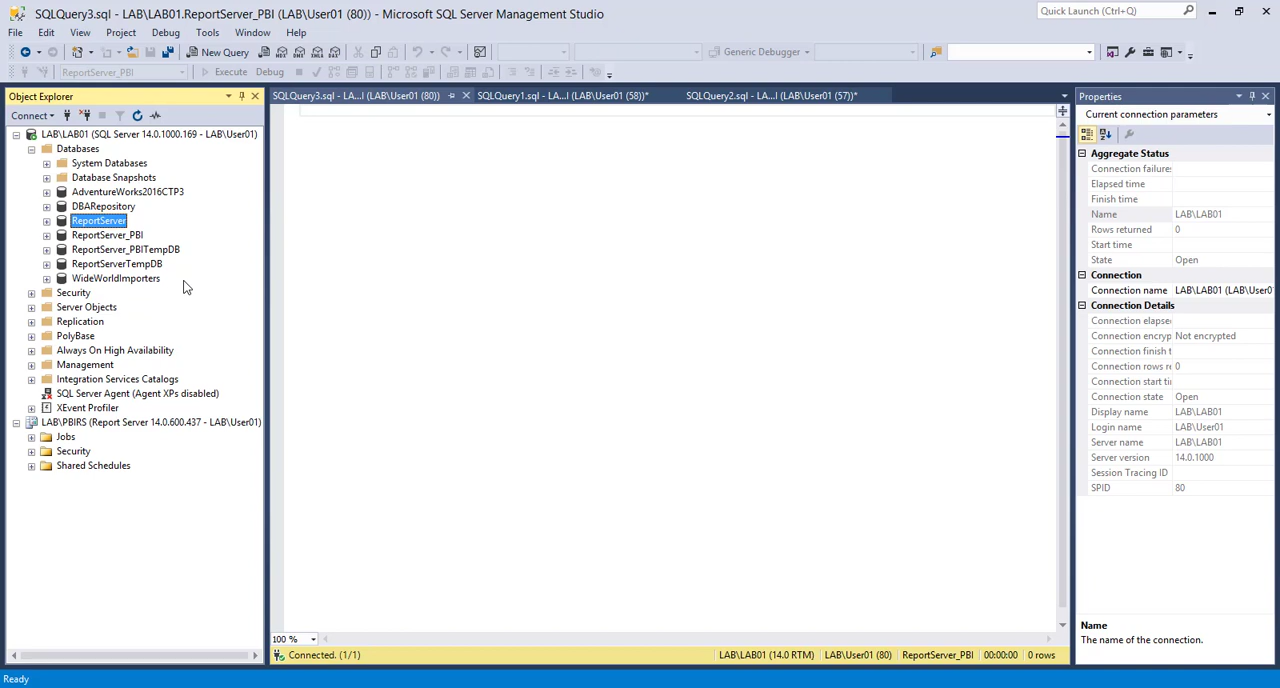 SQLQuery3.sql - LAB\LAB01.ReportServer_PBI (LAB\User01 (80)) - Microsoft SQL Server Management Studio
Quick Launch (Ctrl+Q)
File Edit View Project Debug Tools Window Help
New Query
Generic Debugger
ReportServer_PBI
Execute Debug
Object Explorer
SQLQuery3.sql - LA...I (LAB\User01 (80))
SQLQuery1.sql - LA...I (LAB\User01 (58))*
SQLQuery2.sql - LA...I (LAB\User01 (57))*
Properties
Connect
Current connection parameters
LAB\LAB01 (SQL Server 14.0.1000.169 - LAB\User01)
Databases
System Databases
Database Snapshots
AdventureWorks2016CTP3
DBARepository
ReportServer
ReportServer_PBI
ReportServer_PBITempDB
ReportServerTempDB
WideWorldImporters
Security
Server Objects
Replication
PolyBase
Always On High Availability
Management
Integration Services Catalogs
SQL Server Agent (Agent XPs disabled)
XEvent Profiler
LAB\PBIRS (Report Server 14.0.600.437 - LAB\User01)
Jobs
Security
Shared Schedules
Aggregate Status
Connection failure
Elapsed time
Finish time
Name LAB\LAB01
Rows returned 0
Start time
State Open
Connection
Connection name LAB\LAB01 (LAB\User01
Connection Details
Connection elapse
Connection encryp Not encrypted
Connection finish t
Connection rows re 0
Connection start ti
Connection state Open
Display name LAB\LAB01
Login name LAB\User01
Server name LAB\LAB01
Server version 14.0.1000
Session Tracing ID
SPID 80
Name
The name of the connection.
100 %
Connected. (1/1)
LAB\LAB01 (14.0 RTM) LAB\User01 (80) ReportServer_PBI 00:00:00 0 rows
Ready